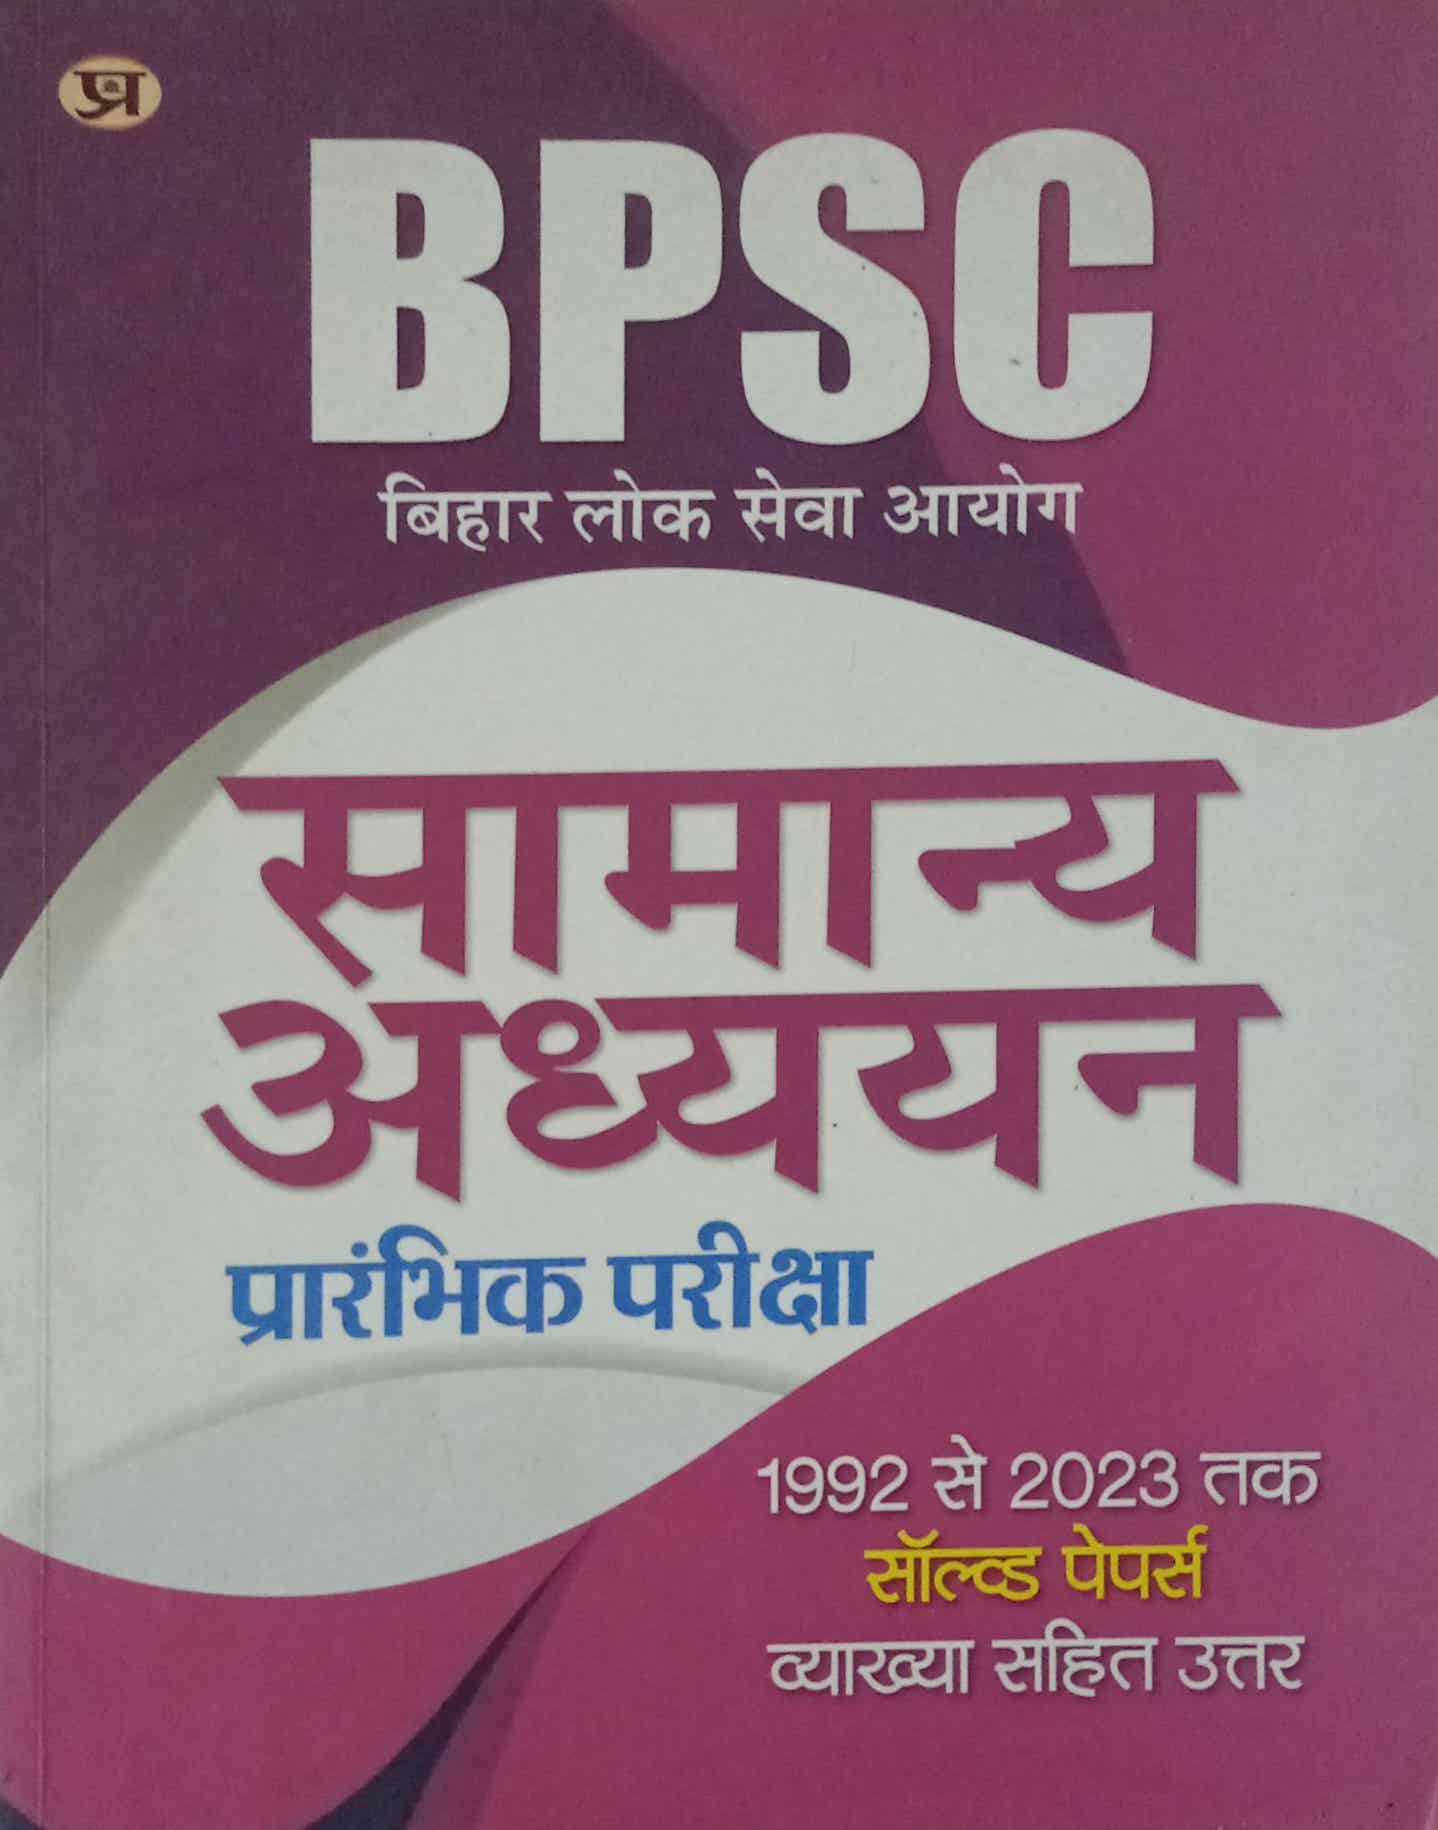 प्र
BPSC
बिहार लोक सेवा आयोग
सामान्य
अध्ययन
प्रारंभिक परीक्षा
1992 से 2023 तक
सॉल्व्ड पेपर्स
व्याख्या सहित उत्तर